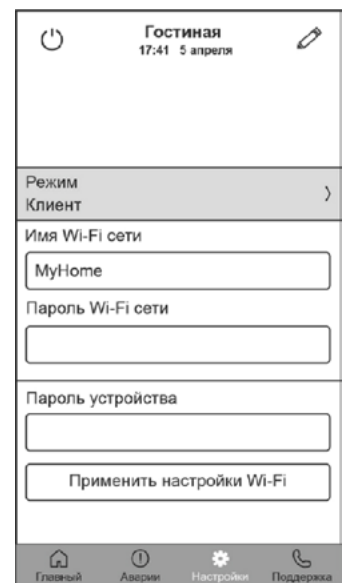 Гостиная
17:41 5 апреля
Режим
Клиент
Имя Wi-Fi сети
MyHome
Пароль Wi-Fi сети
Пароль устройства
Применить настройки Wi-Fi
Главный Аварии Настройки Поддержка